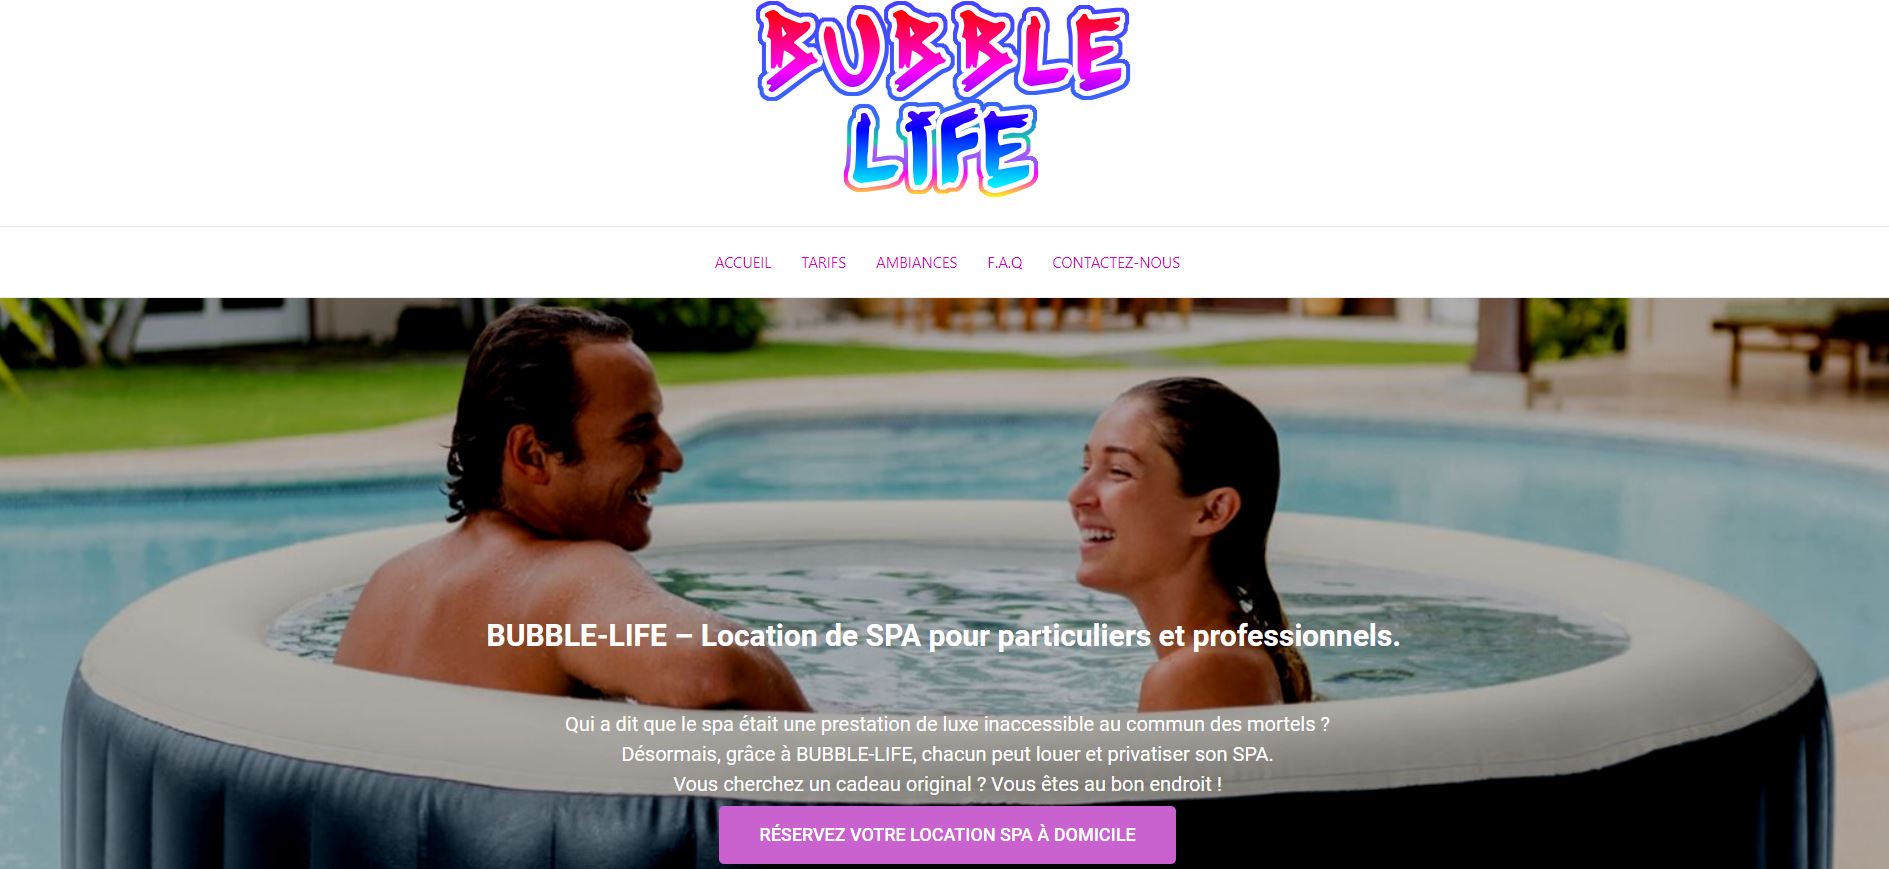 BUBBLE
LIFE
ACCUEIL TARIFS AMBIANCES F.A.Q CONTACTEZ-NOUS
BUBBLE-LIFE – Location de SPA pour particuliers et professionnels.
Qui a dit que le spa était une prestation de luxe inaccessible au commun des mortels ?
Désormais, grâce à BUBBLE-LIFE, chacun peut louer et privatiser son SPA.
Vous cherchez un cadeau original ? Vous êtes au bon endroit !
RÉSERVEZ VOTRE LOCATION SPA À DOMICILE